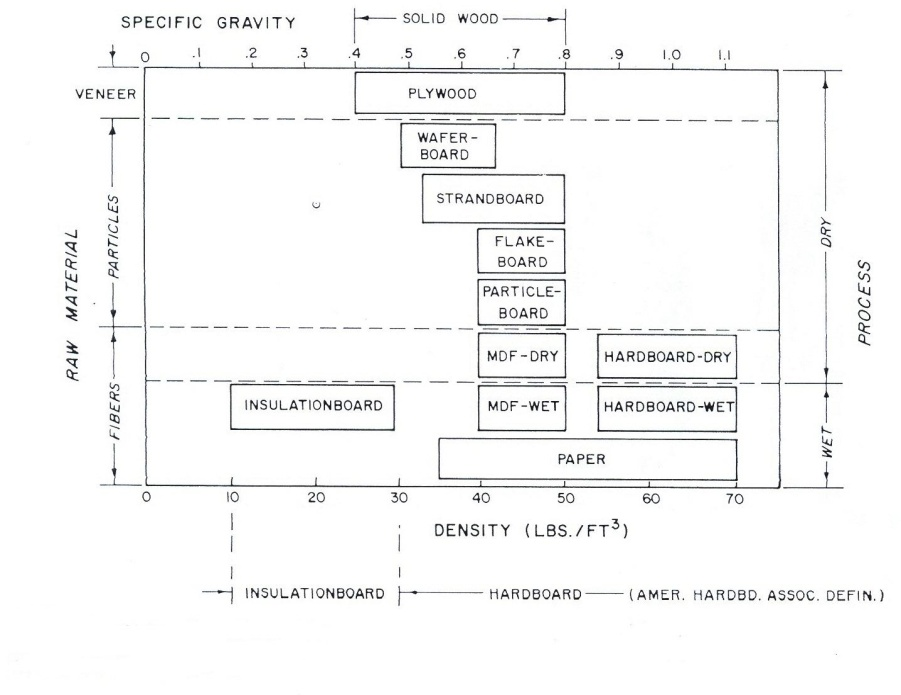 SPECIFIC GRAVITY
SOLID WOOD
0 .1 .2 .3 .4 .5 .6 .7 .8 .9 1.0 1.1
VENEER
PLYWOOD
WAFER-
BOARD
STRANDBOARD
FLAKE-
BOARD
PARTICLE-
BOARD
MDF-DRY
HARDBOARD-DRY
INSULATIONBOARD
MDF-WET
HARDBOARD-WET
PAPER
RAW MATERIAL
PARTICLES
FIBERS
DRY
WET
PROCESS
0 10 20 30 40 50 60 70
DENSITY (LBS./FT³)
INSULATIONBOARD
HARDBOARD (AMER. HARDBD. ASSOC. DEFIN.)